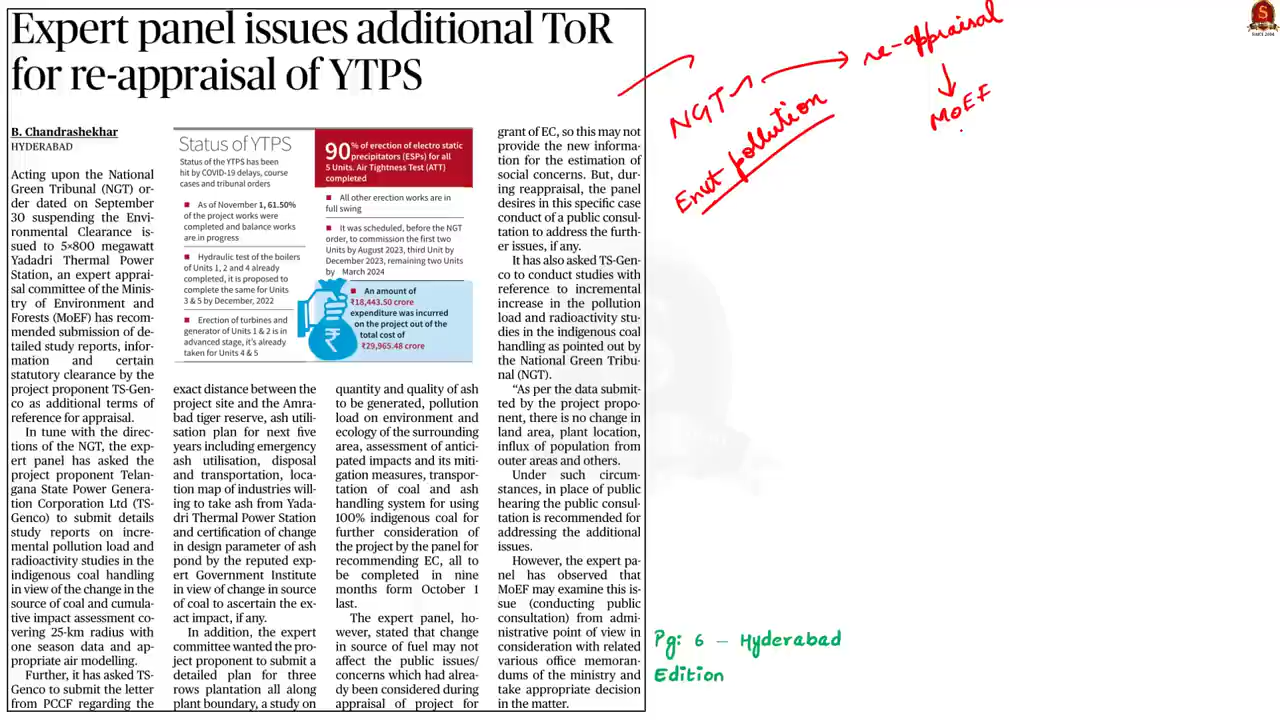 Expert panel issues additional ToR
for re-appraisal of YTPS
B. Chandrashekhar
HYDERABAD
Acting upon the National
Green Tribunal (NGT) or-
der dated on September
30 suspending the Envi-
ronmental Clearance is-
sued to 5×800 megawatt
Yadadri Thermal Power
Station, an expert apprai-
sal committee of the Minis-
try of Environment and
Forests (MoEF) has recom-
mended submission of de-
tailed study reports, infor-
mation and certain
statutory clearance by the
project proponent TS-Gen-
co as additional terms of
reference for appraisal.
In tune with the direc-
tions of the NGT, the exp-
ert panel has asked the
project proponent Telan-
gana State Power Genera-
tion Corporation Ltd (TS-
Genco) to submit details
study reports on incre-
mental pollution load and
radioactivity studies in the
indigenous coal handling
in view of the change in the
source of coal and cumula-
tive impact assessment co-
vering 25-km radius with
one season data and ap-
propriate air modelling.
Further, it has asked TS-
Genco to submit the letter
from PCCF regarding the
Status of YTPS
Status of the YTPS has been
hit by COVID-19 delays, course
cases and tribunal orders
As of November 1, 61.50%
of the project works were
completed and balance works
are in progress
Hydraulic test of the boilers
of Units 1, 2 and 4 already
completed, it is proposed to
complete the same for Units
3 & 5 by December, 2022
Erection of turbines and
generator of Units 1 & 2 is in
advanced stage, it's already
taken for Units 4 & 5
90 % of erection of electro static
precipitators (ESPs) for all
5 Units. Air Tightness Test (ATT)
completed
All other erection works are in
full swing
It was scheduled, before the NGT
order, to commission the first two
Units by August 2023, third Unit by
December 2023, remaining two Units
by March 2024
An amount of
₹18,443.50 crore
expenditure was incurred
on the project out of the
total cost of
₹29,965.48 crore
exact distance between the
project site and the Amra-
bad tiger reserve, ash utili-
sation plan for next five
years including emergency
ash utilisation, disposal
and transportation, loca-
tion map of industries will-
ing to take ash from Yada-
dri Thermal Power Station
and certification of change
in design parameter of ash
pond by the reputed exp-
ert Government Institute
in view of change in source
of coal to ascertain the ex-
act impact, if any.
In addition, the expert
committee wanted the pro-
ject proponent to submit a
detailed plan for three
rows plantation all along
plant boundary, a study on
quantity and quality of ash
to be generated, pollution
load on environment and
ecology of the surrounding
area, assessment of antici-
pated impacts and its miti-
gation measures, transpor-
tation of coal and ash
handling system for using
100% indigenous coal for
further consideration of
the project by the panel for
recommending EC, all to
be completed in nine
months form October 1
last.
The expert panel, ho-
wever, stated that change
in source of fuel may not
affect the public issues/
concerns which had alrea-
dy been considered during
appraisal of project for
grant of EC, so this may not
provide the new informa-
tion for the estimation of
social concerns. But, dur-
ing reappraisal, the panel
desires in this specific case
conduct of a public consul-
tation to address the furth-
er issues, if any.
It has also asked TS-Gen-
co to conduct studies with
reference to incremental
increase in the pollution
load and radioactivity stu-
dies in the indigenous coal
handling as pointed out by
the National Green Tribu-
nal (NGT).
“As per the data submit-
ted by the project propo-
nent, there is no change in
land area, plant location,
influx of population from
outer areas and others.
Under such circum-
stances, in place of public
hearing the public consul-
tation is recommended for
addressing the additional
issues.
However, the expert pa-
nel has observed that
MoEF may examine this is-
sue (conducting public
consultation) from admi-
nistrative point of view in
consideration with related
various office memoran-
dums of the ministry and
take appropriate decision
in the matter.
NGT
re-appraisal
MoEF
Envt pollution
Pg: 6 – Hyderabad
Edition